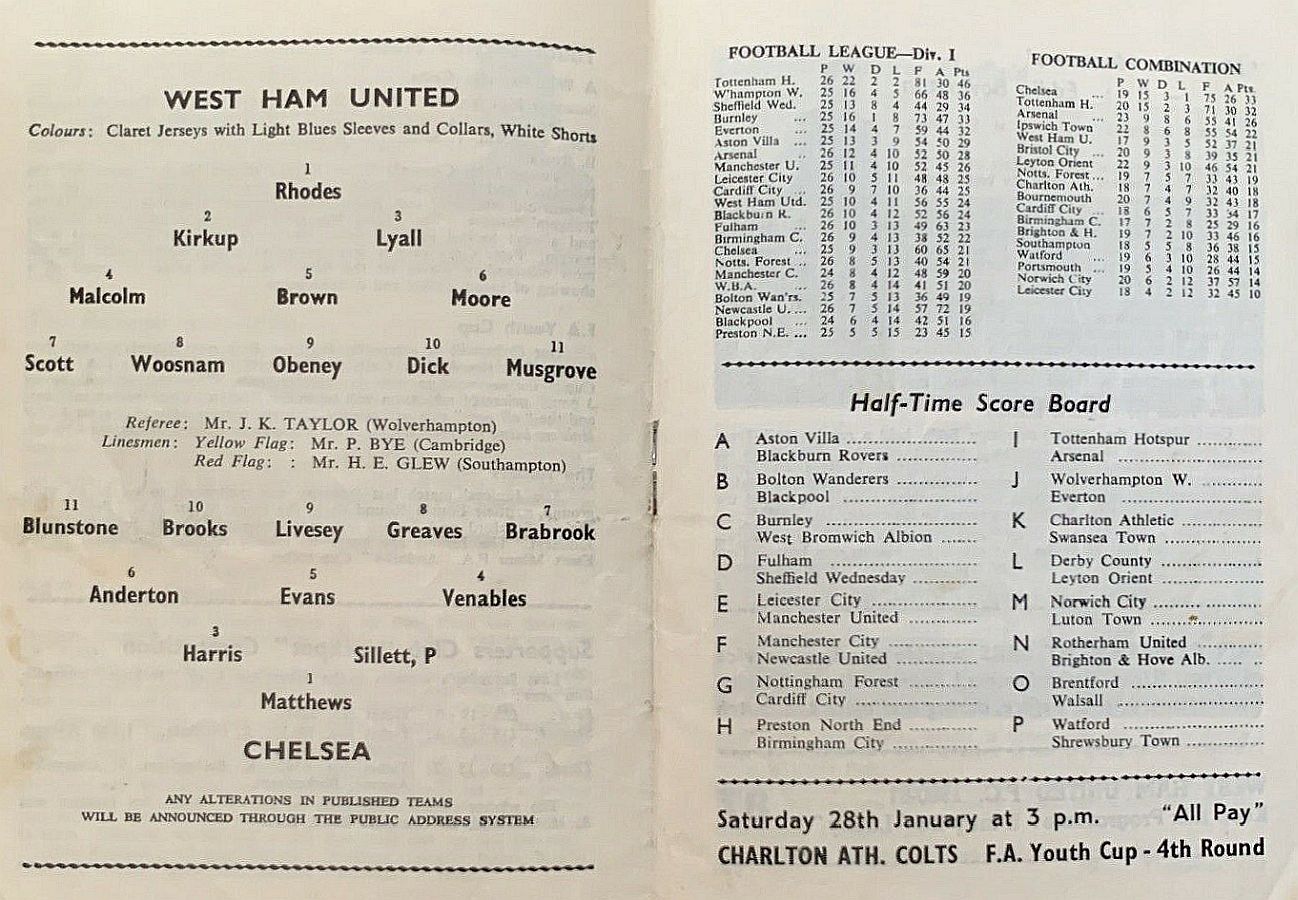 WEST HAM UNITED
Colours: Claret Jerseys with Light Blues Sleeves and Collars, White Shorts
1
Rhodes
2 3
Kirkup Lyall
4 5 6
Malcolm Brown Moore
7 8 9 10 11
Scott Woosnam Obeney Dick Musgrove
Referee: Mr. J. K. TAYLOR (Wolverhampton)
Linesmen: Yellow Flag: Mr. P. BYE (Cambridge)
Red Flag: : Mr. H. E. GLEW (Southampton)
11 10 9 8 7
Blunstone Brooks Livesey Greaves Brabrook
6 5 4
Anderton Evans Venables
3
Harris Sillett, P
1
Matthews
CHELSEA
ANY ALTERATIONS IN PUBLISHED TEAMS
WILL BE ANNOUNCED THROUGH THE PUBLIC ADDRESS SYSTEM
FOOTBALL LEAGUE—Div. I
P W D L F A Pts
Tottenham H. 26 22 2 2 81 30 46
W'hampton W. 25 16 4 5 66 48 36
Sheffield Wed. 25 13 8 4 44 29 34
Burnley ... 25 16 1 8 73 47 33
Everton ... 25 14 4 7 59 44 32
Aston Villa ... 25 13 3 9 54 50 29
Arsenal .. 26 12 4 10 52 50 28
Manchester U. 25 11 4 10 52 45 26
Leicester City 26 10 5 11 48 48 25
Cardiff City ... 26 9 7 10 36 44 25
West Ham Utd. 25 10 4 11 56 55 24
Blackburn R. 26 10 4 12 52 56 24
Fulham ... 26 10 3 13 49 63 23
Birmingham C. 26 9 4 13 38 52 22
Chelsea ... 25 9 3 13 60 65 21
Notts. Forest ... 26 8 5 13 40 54 21
Manchester C. 24 8 4 12 48 59 20
W.B.A. ... 26 8 4 14 41 51 20
Bolton Wan'rs. 25 7 5 13 36 49 19
Newcastle U. ... 26 7 5 14 57 72 19
Blackpool ... 24 6 4 14 42 51 16
Preston N.E. ... 25 5 5 15 23 45 15
FOOTBALL COMBINATION
P W D L F A Pts.
Chelsea ... 19 15 3 1 75 26 33
Tottenham H. 20 15 2 3 71 30 32
Arsenal ... 23 9 8 6 55 41 26
Ipswich Town 22 8 6 8 55 54 22
West Ham U. 17 9 3 5 52 37 21
Bristol City ... 20 9 3 8 39 35 21
Leyton Orient 22 9 3 10 46 54 21
Notts. Forest ... 19 7 5 7 33 43 19
Charlton Ath. 18 7 4 7 32 40 18
Bournemouth 20 7 4 9 32 43 18
Cardiff City ... 18 6 5 7 33 34 17
Birmingham C. 17 7 2 8 25 29 16
Brighton & H. 19 7 2 10 33 46 16
Southampton 18 5 5 8 36 38 15
Watford ... 19 6 3 10 28 44 15
Portsmouth ... 19 5 4 10 26 44 14
Norwich City 20 6 2 12 37 57 14
Leicester City 18 4 2 12 32 45 10
Half-Time Score Board
A Aston Villa
Blackburn Rovers
B Bolton Wanderers
Blackpool
C Burnley
West Bromwich Albion
D Fulham
Sheffield Wednesday
E Leicester City
Manchester United
F Manchester City
Newcastle United
G Nottingham Forest
Cardiff City
H Preston North End
Birmingham City
I Tottenham Hotspur
Arsenal
J Wolverhampton W.
Everton
K Charlton Athletic
Swansea Town
L Derby County
Leyton Orient
M Norwich City
Luton Town
N Rotherham United
Brighton & Hove Alb.
O Brentford
Walsall
P Watford
Shrewsbury Town
Saturday 28th January at 3 p.m. "All Pay"
CHARLTON ATH. COLTS F.A. Youth Cup - 4th Round